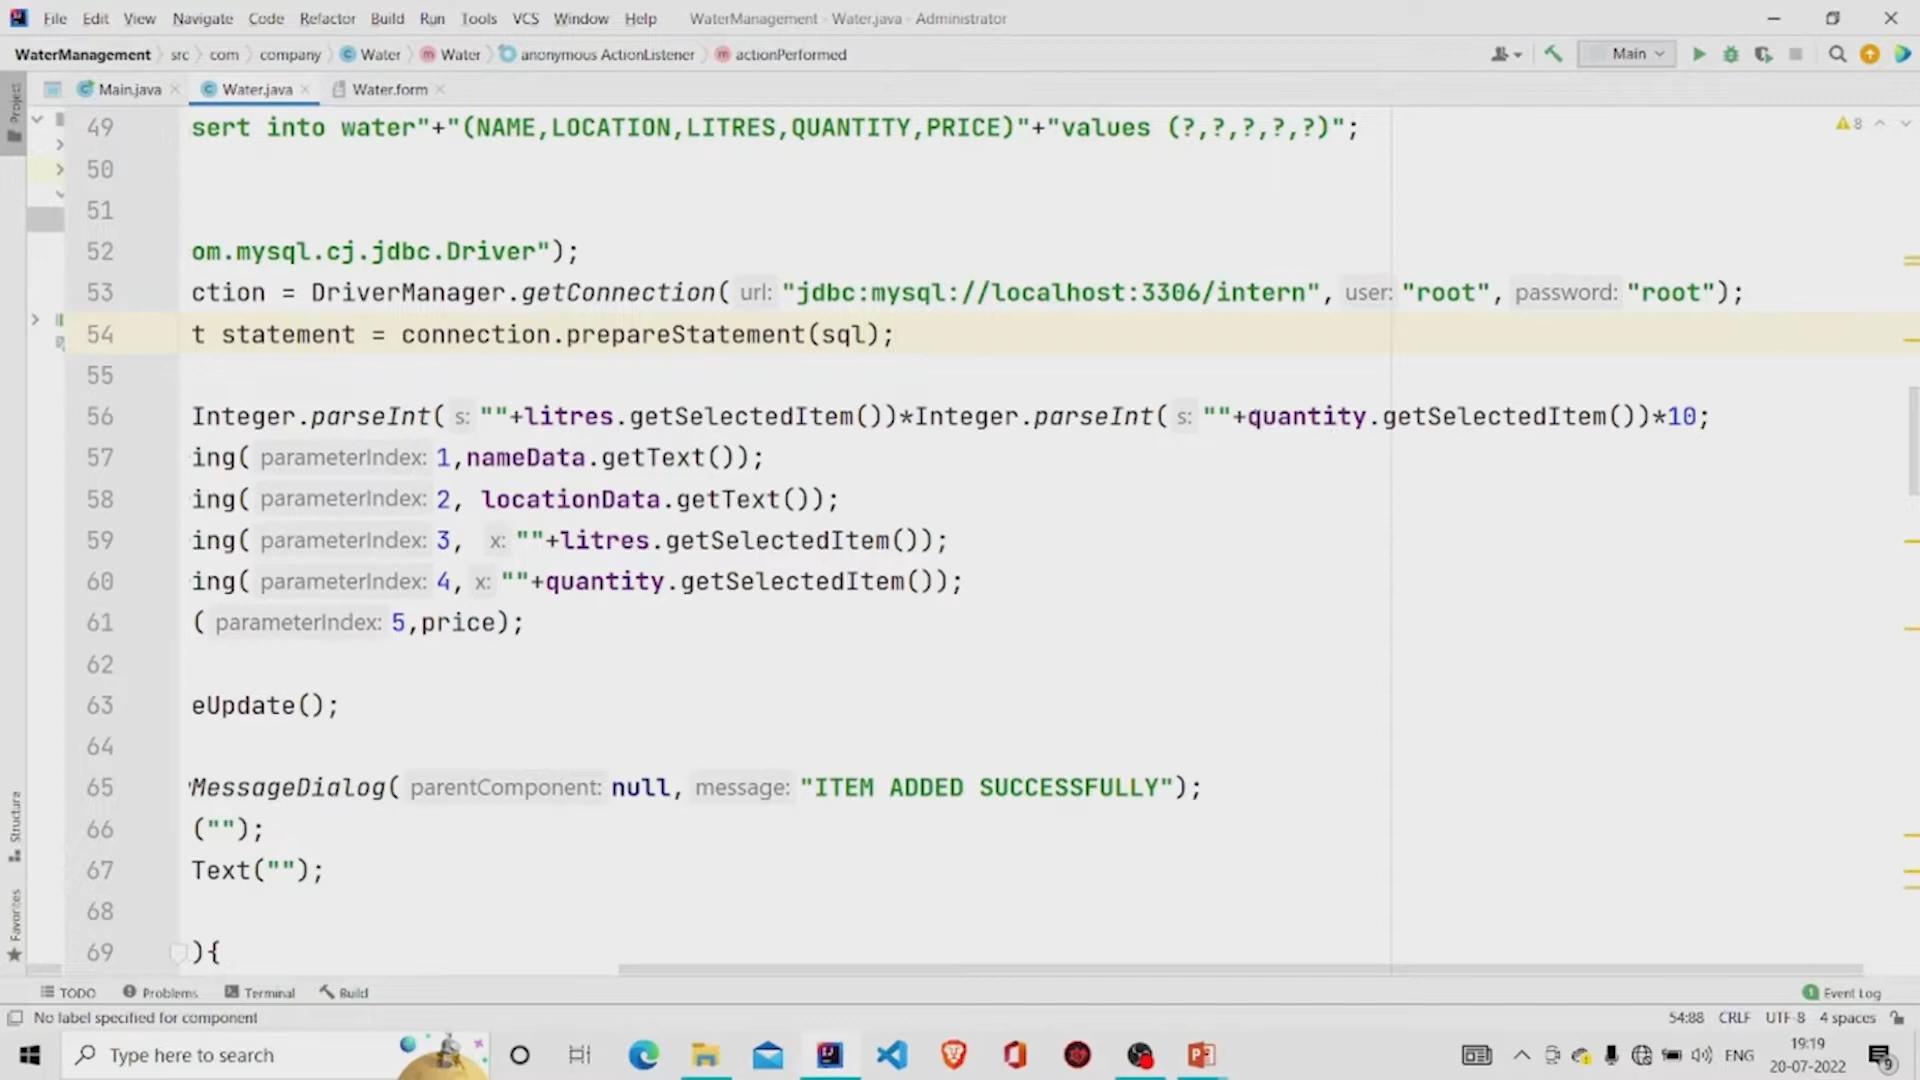 File Edit View Navigate Code Refactor Build Run Tools VCS Window Help WaterManagement - Water.java - Administrator
WaterManagement src com company Water Water anonymous ActionListener actionPerformed Main
Main.java Water.java Water.form
Project
49 sert into water"+"(NAME,LOCATION,LITRES,QUANTITY,PRICE)"+"values (?,?,?,?,?)"; 8
50
51
52 om.mysql.cj.jdbc.Driver");
53 ction = DriverManager.getConnection( url: "jdbc:mysql://localhost:3306/intern", user: "root", password: "root");
54 t statement = connection.prepareStatement(sql);
55
56 Integer.parseInt( s: ""+litres.getSelectedItem())*Integer.parseInt( s: ""+quantity.getSelectedItem())*10;
57 ing( parameterIndex: 1,nameData.getText());
58 ing( parameterIndex: 2, locationData.getText());
59 ing( parameterIndex: 3, x: ""+litres.getSelectedItem());
60 ing( parameterIndex: 4, x: ""+quantity.getSelectedItem());
61 ( parameterIndex: 5,price);
62
63 eUpdate();
64
65 MessageDialog( parentComponent: null, message: "ITEM ADDED SUCCESSFULLY");
66 ("");
67 Text("");
68
69 ){
Structure
Favorites
TODO Problems Terminal Build 1 Event Log
No label specified for component 54:88 CRLF UTF-8 4 spaces
Type here to search ENG 19:19
20-07-2022 9